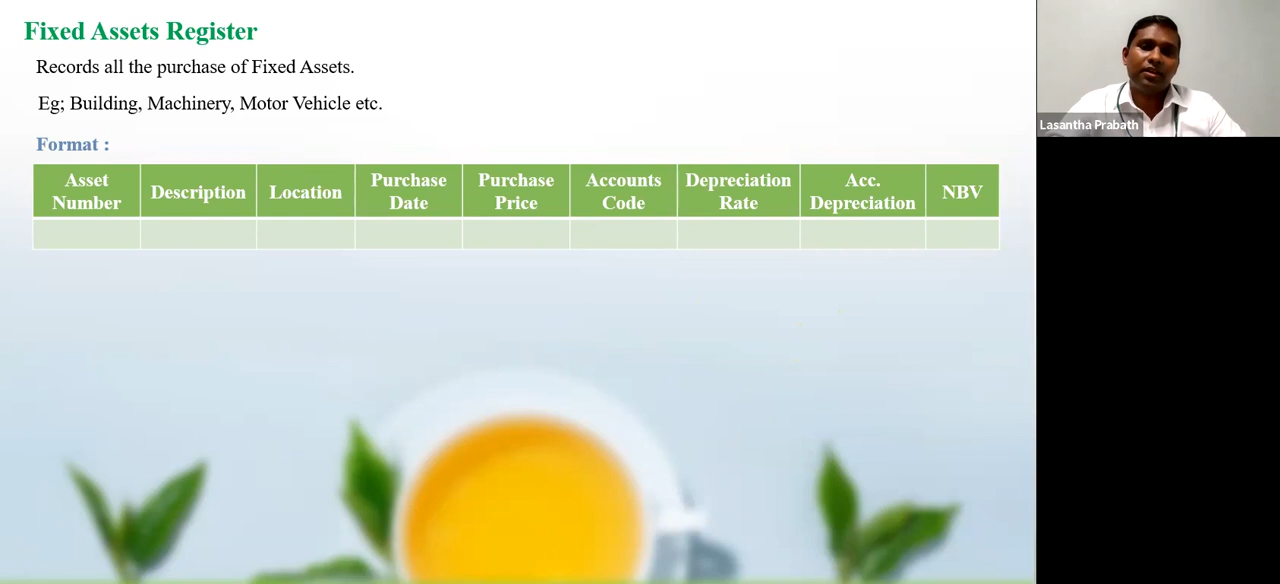 Fixed Assets Register
Records all the purchase of Fixed Assets.
Eg; Building, Machinery, Motor Vehicle etc.
Format :
Asset Number Description Location Purchase Date Purchase Price Accounts Code Depreciation Rate Acc. Depreciation NBV
Lasantha Prabath